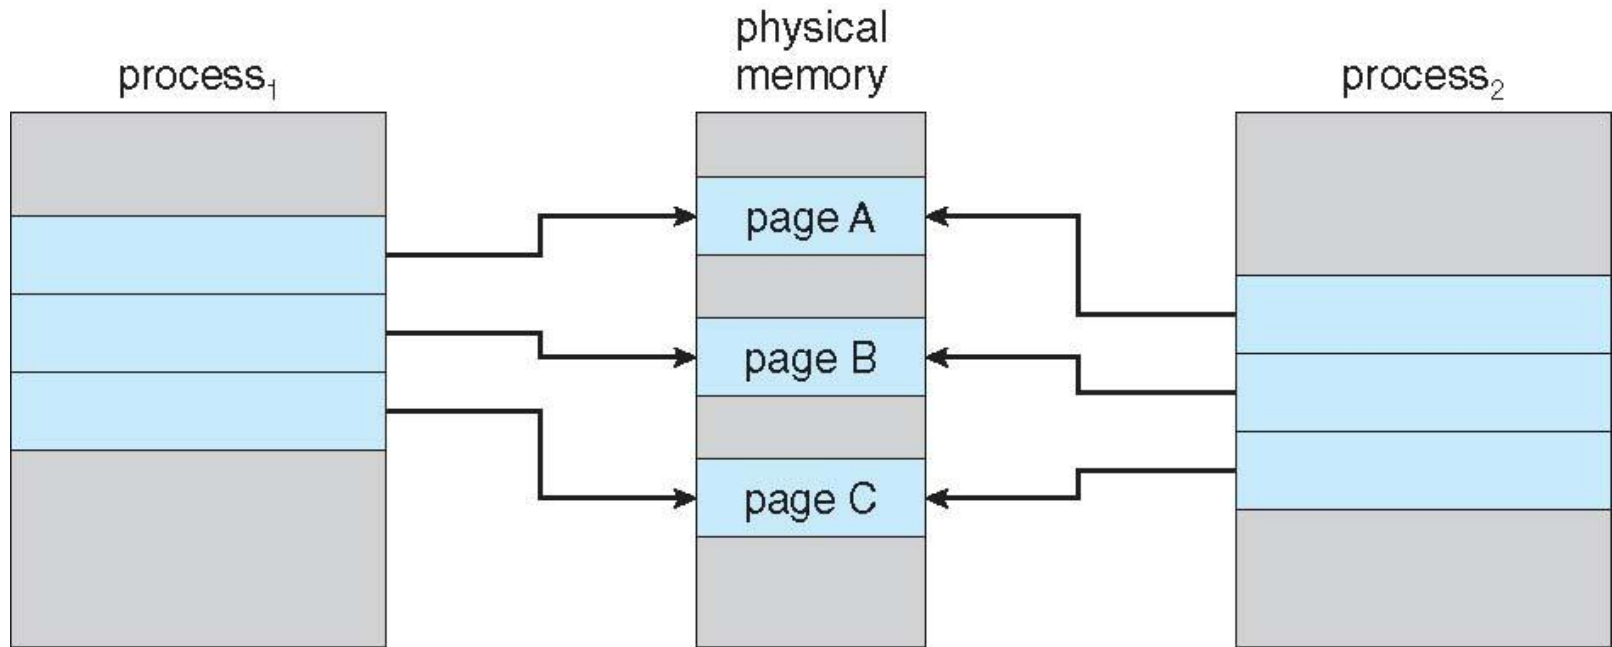 process₁
physical
memory
process₂
page A
page B
page C